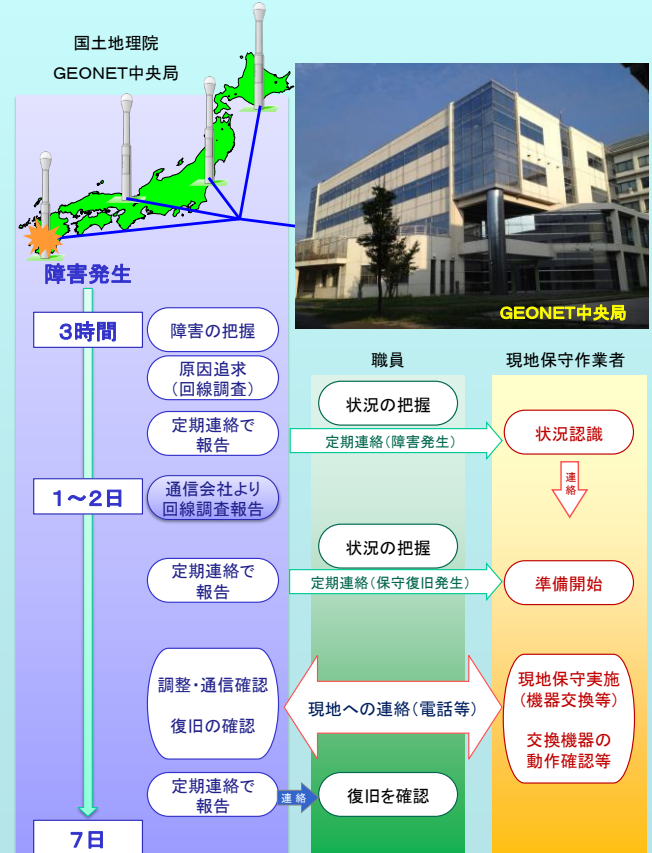 国土地理院
GEONET中央局
GEONET中央局
障害発生
3時間
障害の把握
原因追求
(回線調査)
職員
現地保守作業者
状況の把握
定期連絡で
報告
定期連絡(障害発生)
状況認識
連絡
1～2日
通信会社より
回線調査報告
状況の把握
定期連絡で
報告
定期連絡(保守復旧発生)
準備開始
調整・通信確認
復旧の確認
現地への連絡(電話等)
現地保守実施
(機器交換等)
交換機器の
動作確認等
定期連絡で
報告
連絡
復旧を確認
7日